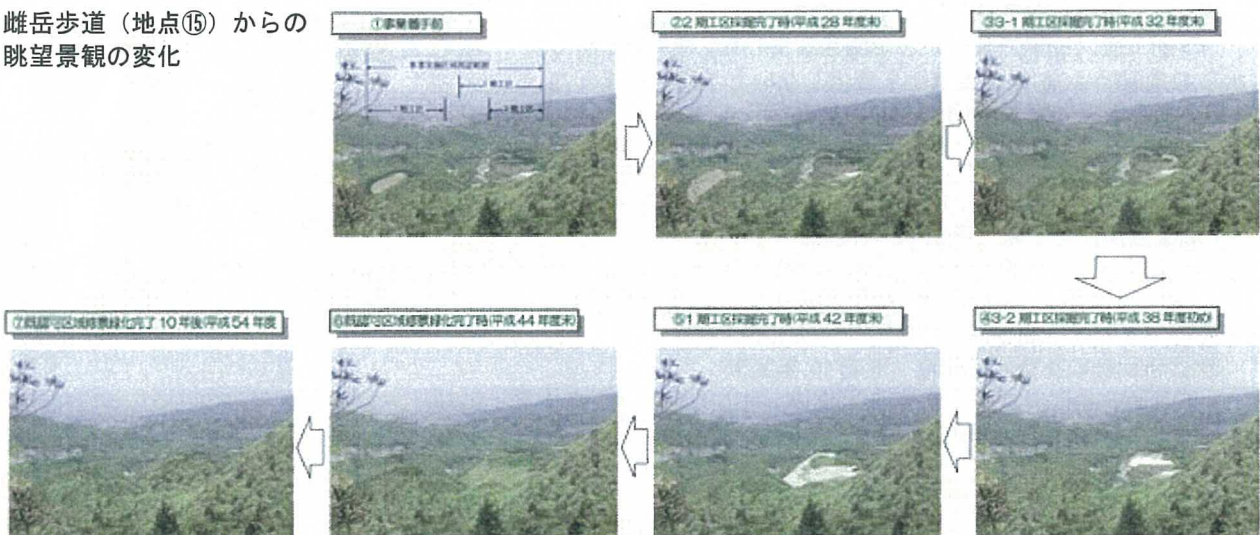 雌岳歩道(地点⑮)からの
眺望景観の変化
①事業着手前
②2期工区採掘完了時(平成28年度末)
③3-1期工区採掘完了時(平成32年度末)
⑦既認可区域修景緑化完了10年後(平成54年度
⑥既認可区域修景緑化完了時(平成44年度末)
⑤1期工区採掘完了時(平成42年度末)
④3-2期工区採掘完了時(平成38年度初め)